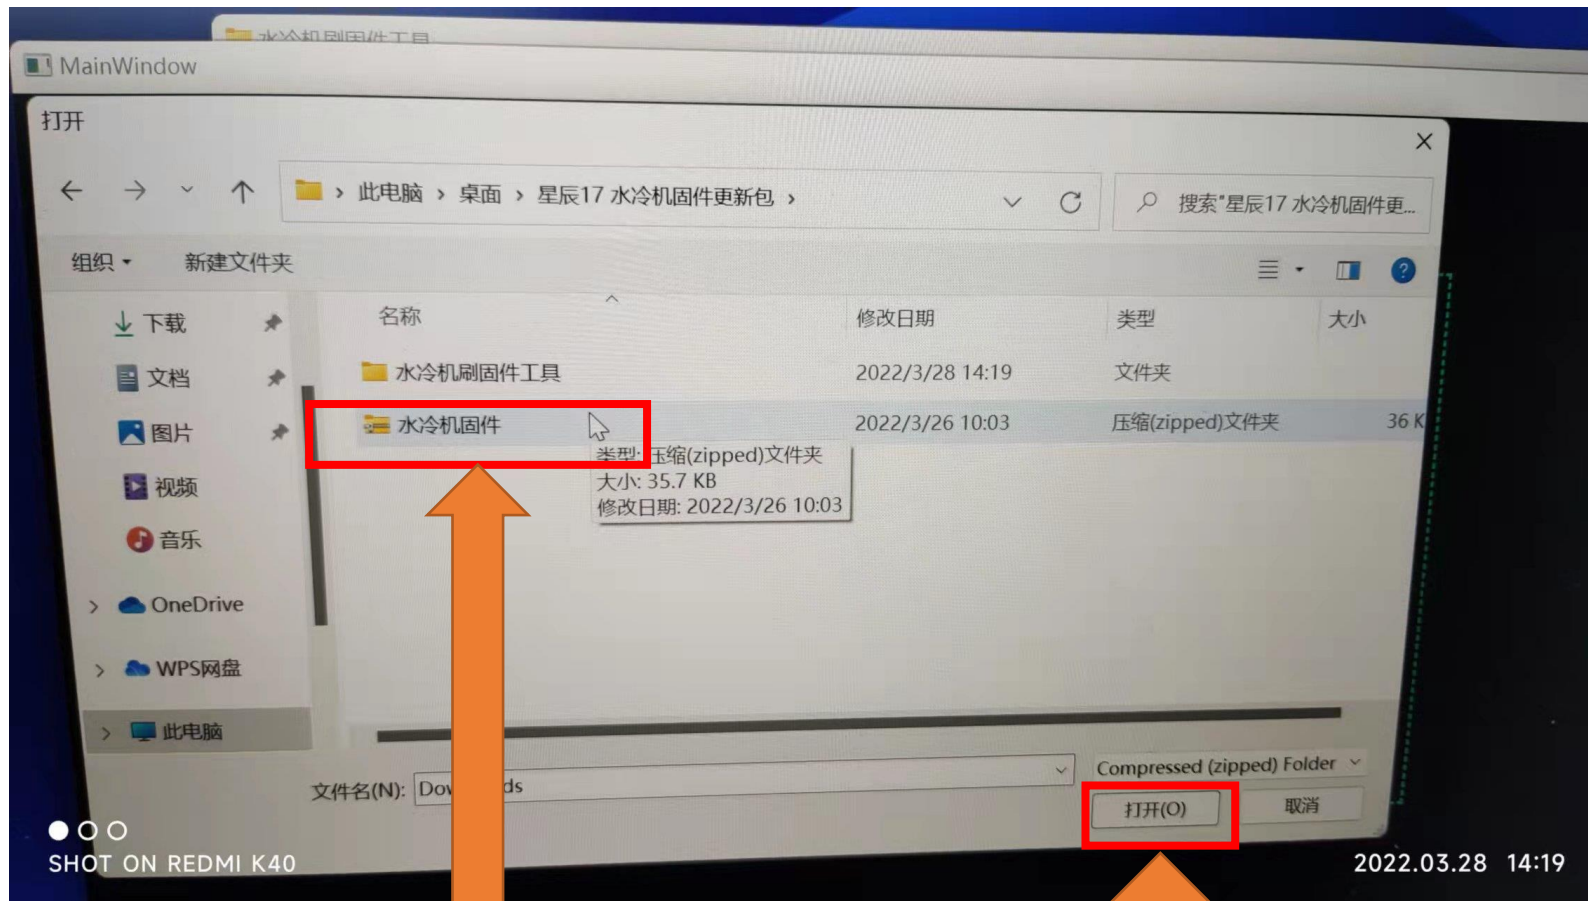 水冷机刷固件工具
MainWindow
打开
此电脑 › 桌面 › 星辰17 水冷机固件更新包 ›
搜索"星辰17 水冷机固件更...
组织
新建文件夹
名称 修改日期 类型 大小
下载
文档
图片
视频
音乐
OneDrive
WPS网盘
此电脑
水冷机刷固件工具 2022/3/28 14:19 文件夹
水冷机固件 2022/3/26 10:03 压缩(zipped)文件夹 36 K
类型: 压缩(zipped)文件夹
大小: 35.7 KB
修改日期: 2022/3/26 10:03
文件名(N):
Compressed (zipped) Folder
打开(O) 取消
SHOT ON REDMI K40
2022.03.28 14:19